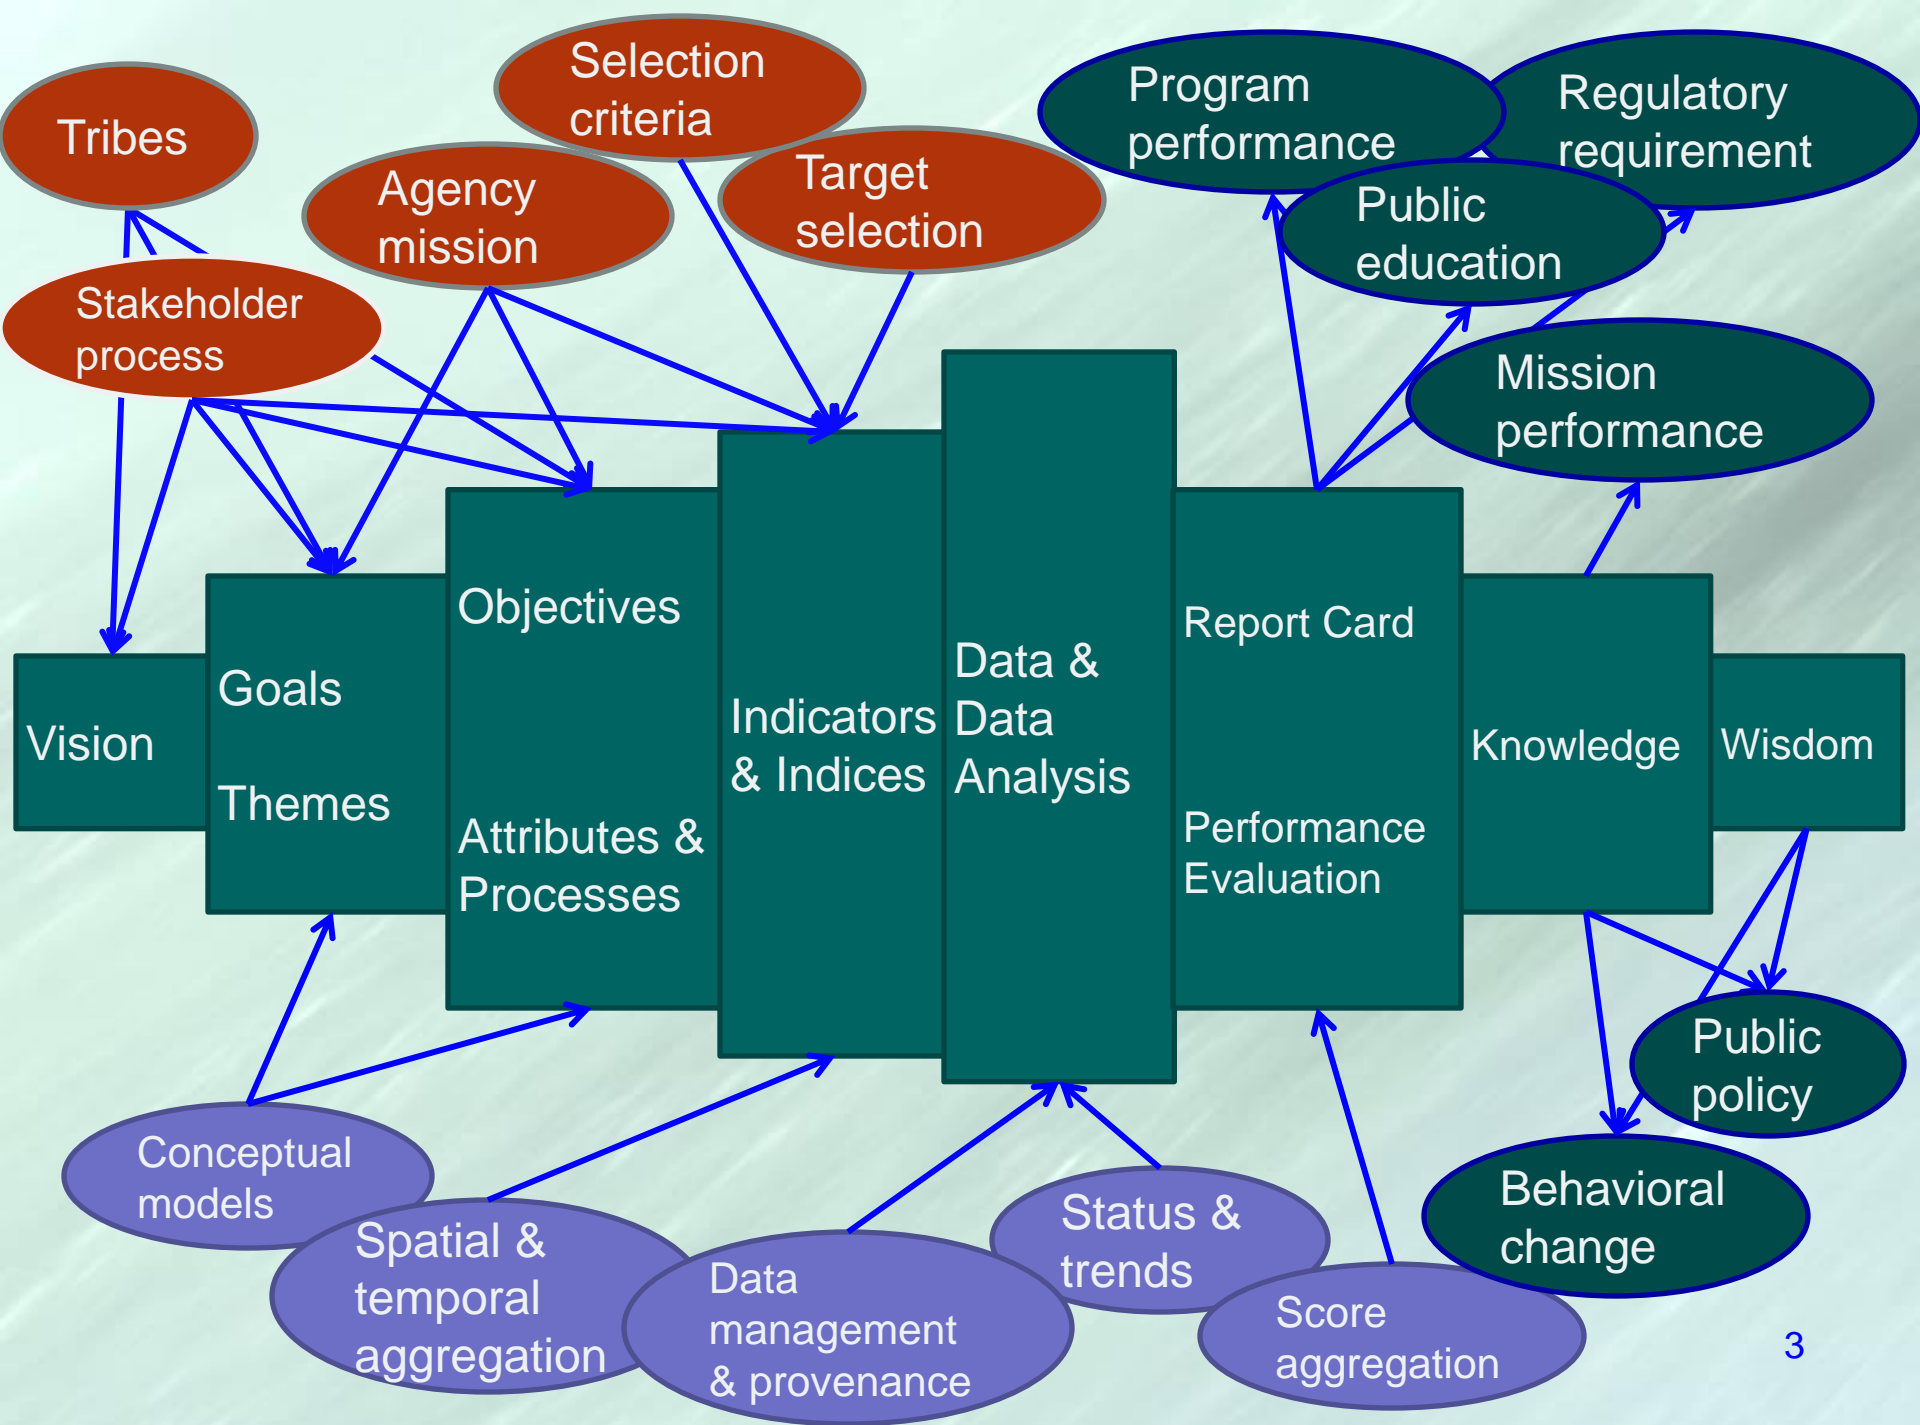 Tribes
Selection
criteria
Agency
mission
Target
selection
Stakeholder
process
Program
performance
Regulatory
requirement
Public
education
Mission
performance
Vision
Goals
Themes
Objectives
Attributes &
Processes
Indicators
& Indices
Data &
Data
Analysis
Report Card
Performance
Evaluation
Knowledge
Wisdom
Conceptual
models
Spatial &
temporal
aggregation
Data
management
& provenance
Status &
trends
Score
aggregation
Behavioral
change
Public
policy
3